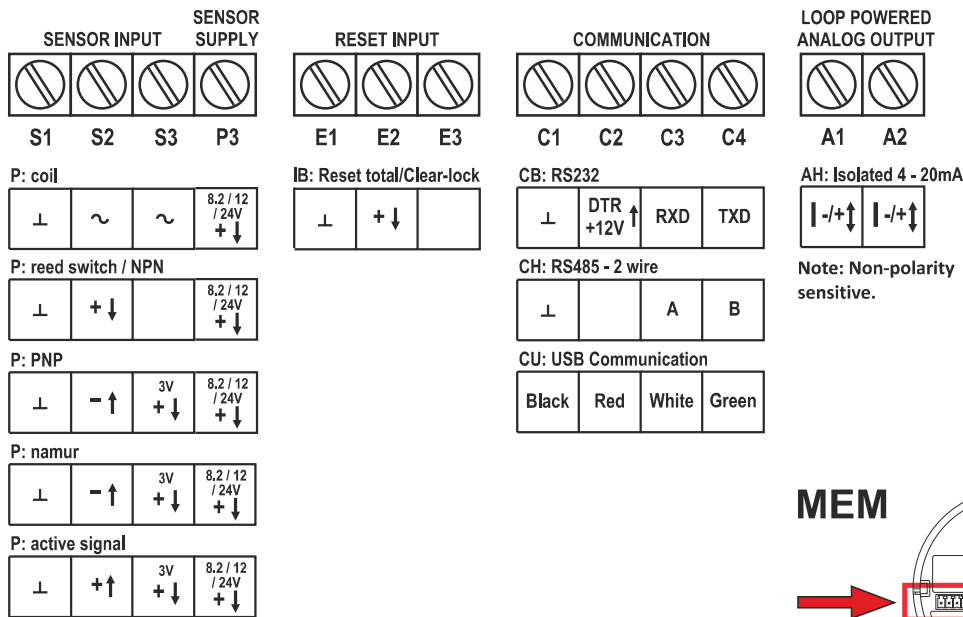 SENSOR INPUT
SENSOR
SUPPLY
S1 S2 S3 P3
P: coil
⊥ ~ ~ 8.2 / 12
/ 24V
+ ↓
P: reed switch / NPN
⊥ + ↓ 8.2 / 12
/ 24V
+ ↓
P: PNP
⊥ - ↑ 3V
+ ↓ 8.2 / 12
/ 24V
+ ↓
P: namur
⊥ - ↑ 3V
+ ↓ 8.2 / 12
/ 24V
+ ↓
P: active signal
⊥ + ↑ 3V
+ ↓ 8.2 / 12
/ 24V
+ ↓
RESET INPUT
E1 E2 E3
IB: Reset total/Clear-lock
⊥ + ↓
COMMUNICATION
C1 C2 C3 C4
CB: RS232
⊥ DTR
+12V ↑ RXD TXD
CH: RS485 - 2 wire
⊥ A B
CU: USB Communication
Black Red White Green
LOOP POWERED
ANALOG OUTPUT
A1 A2
AH: Isolated 4 - 20mA
I -/+ ↕ I -/+ ↕
Note: Non-polarity
sensitive.
MEM